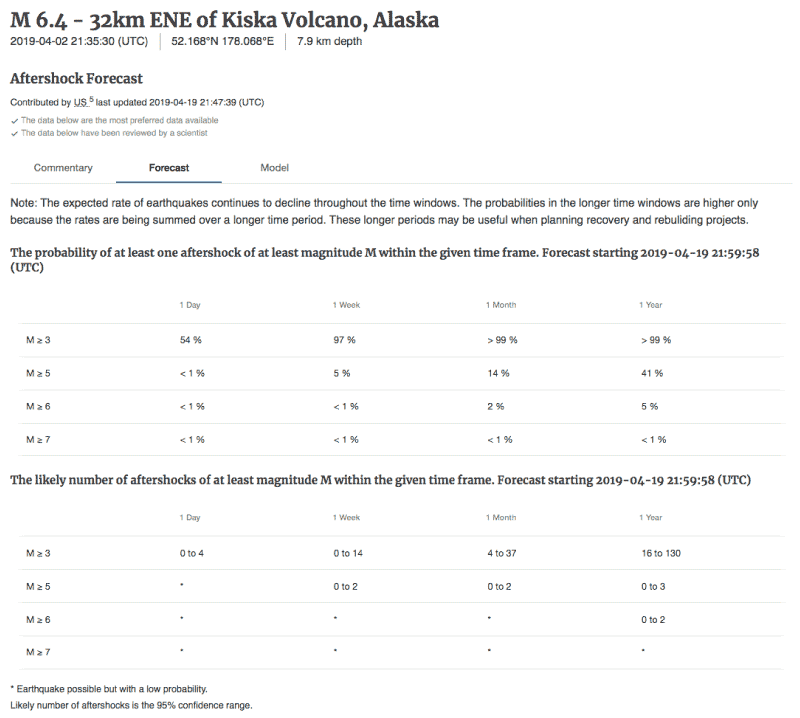 M 6.4 - 32km ENE of Kiska Volcano, Alaska
2019-04-02 21:35:30 (UTC) 52.168°N 178.068°E 7.9 km depth
Aftershock Forecast
Contributed by US 5 last updated 2019-04-19 21:47:39 (UTC)
✓ The data below are the most preferred data available
✓ The data below have been reviewed by a scientist
Commentary Forecast Model
Note: The expected rate of earthquakes continues to decline throughout the time windows. The probabilities in the longer time windows are higher only
because the rates are being summed over a longer time period. These longer periods may be useful when planning recovery and rebuliding projects.
The probability of at least one aftershock of at least magnitude M within the given time frame. Forecast starting 2019-04-19 21:59:58
(UTC)
1 Day 1 Week 1 Month 1 Year
M ≥ 3 54 % 97 % > 99 % > 99 %
M ≥ 5 < 1 % 5 % 14 % 41 %
M ≥ 6 < 1 % < 1 % 2 % 5 %
M ≥ 7 < 1 % < 1 % < 1 % < 1 %
The likely number of aftershocks of at least magnitude M within the given time frame. Forecast starting 2019-04-19 21:59:58 (UTC)
1 Day 1 Week 1 Month 1 Year
M ≥ 3 0 to 4 0 to 14 4 to 37 16 to 130
M ≥ 5 * 0 to 2 0 to 2 0 to 3
M ≥ 6 * * * 0 to 2
M ≥ 7 * * * *
* Earthquake possible but with a low probability.
Likely number of aftershocks is the 95% confidence range.